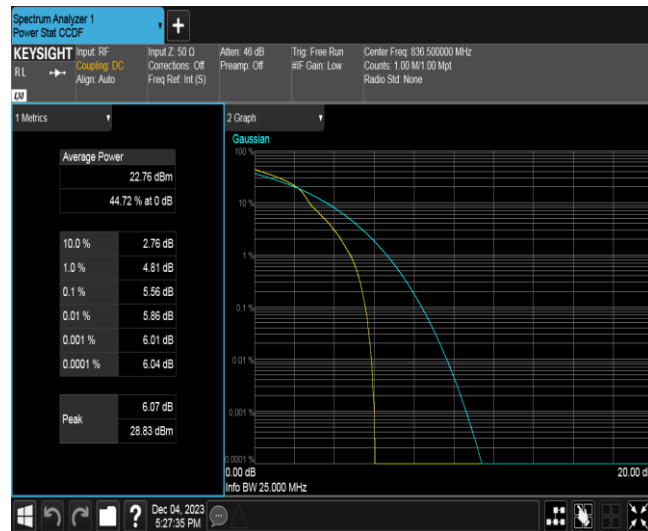 Spectrum Analyzer 1
Power Stat CCDF
+
KEYSIGHT
RL
LXI
Input: RF
Coupling: DC
Align: Auto
Input Z: 50 Ω
Corrections: Off
Freq Ref: Int (S)
Atten: 46 dB
Preamp: Off
Trig: Free Run
#IF Gain: Low
Center Freq: 836.500000 MHz
Counts: 1.00 M/1.00 Mpt
Radio Std: None
1 Metrics
Average Power
22.76 dBm
44.72 % at 0 dB
10.0 % 2.76 dB
1.0 % 4.81 dB
0.1 % 5.56 dB
0.01 % 5.86 dB
0.001 % 6.01 dB
0.0001 % 6.04 dB
Peak
6.07 dB
28.83 dBm
2 Graph
Gaussian
100 %
10 %
1 %
0.1 %
0.01 %
0.001 %
0.0001 %
0.00 dB
20.00 d
Info BW 25.000 MHz
?
Dec 04, 2023
5:27:35 PM